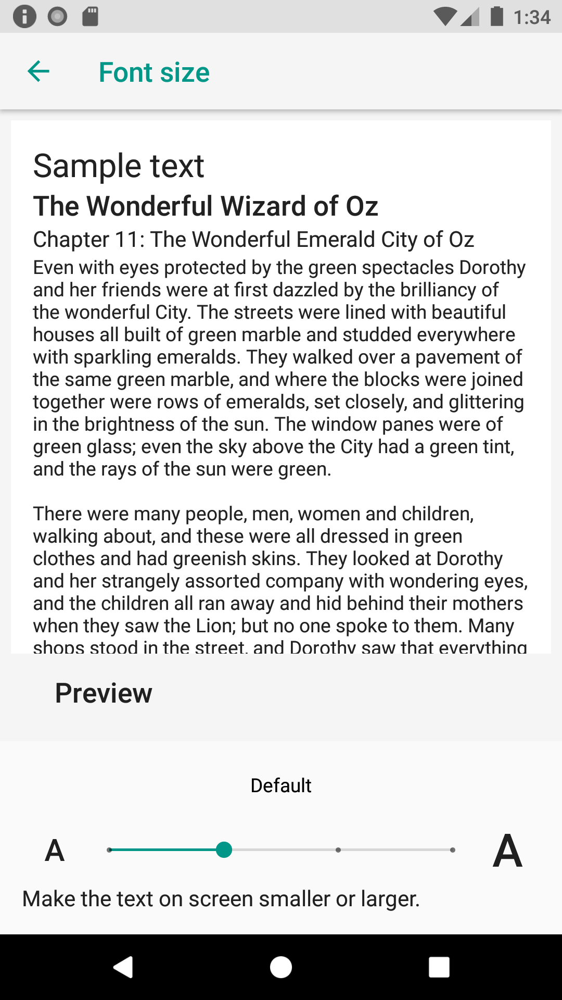 1:34
Font size
Sample text
The Wonderful Wizard of Oz
Chapter 11: The Wonderful Emerald City of Oz
Even with eyes protected by the green spectacles Dorothy
and her friends were at first dazzled by the brilliancy of
the wonderful City. The streets were lined with beautiful
houses all built of green marble and studded everywhere
with sparkling emeralds. They walked over a pavement of
the same green marble, and where the blocks were joined
together were rows of emeralds, set closely, and glittering
in the brightness of the sun. The window panes were of
green glass; even the sky above the City had a green tint,
and the rays of the sun were green.
There were many people, men, women and children,
walking about, and these were all dressed in green
clothes and had greenish skins. They looked at Dorothy
and her strangely assorted company with wondering eyes,
and the children all ran away and hid behind their mothers
when they saw the Lion; but no one spoke to them. Many
shops stood in the street, and Dorothy saw that everything
Preview
Default
A A
Make the text on screen smaller or larger.